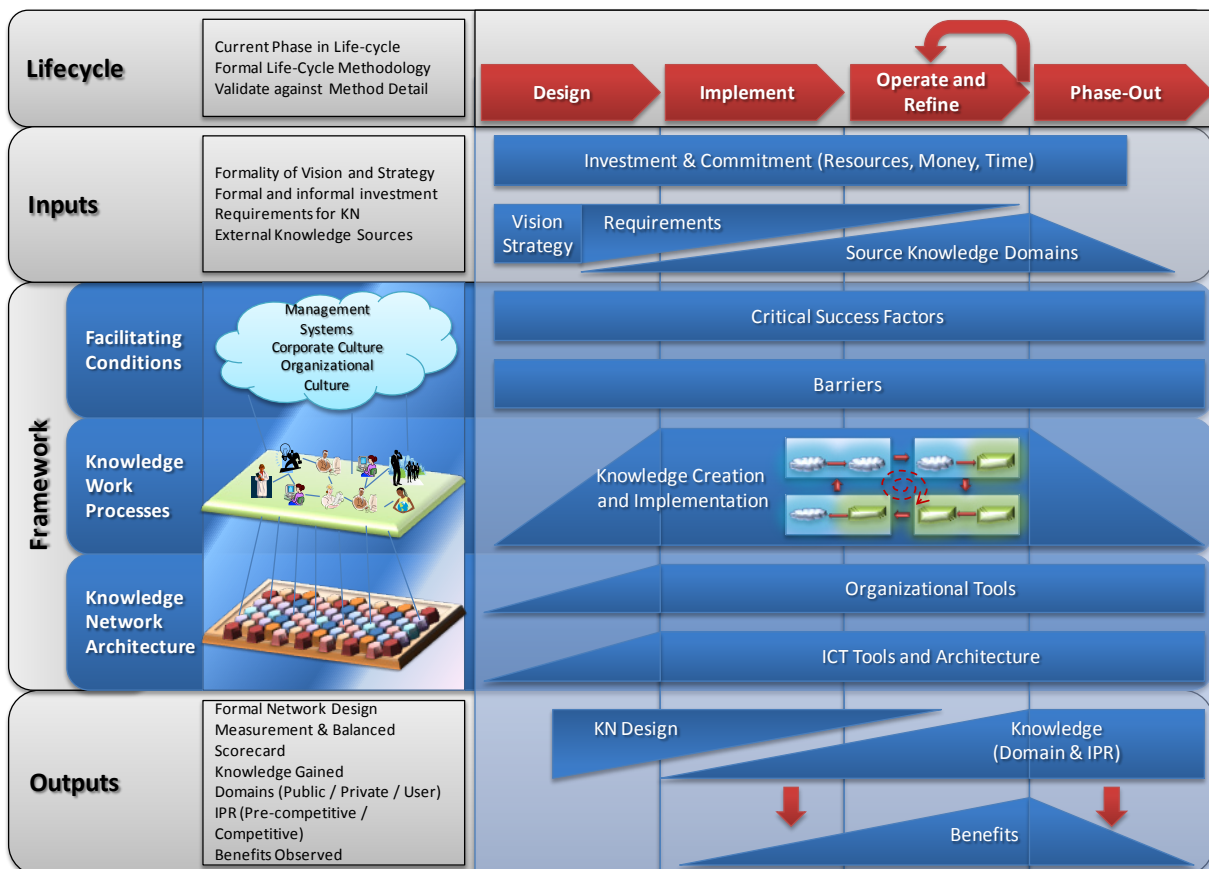 Lifecycle
Current Phase in Life-cycle
Formal Life-Cycle Methodology
Validate against Method Detail
Design
Implement
Operate and
Refine
Phase-Out
Inputs
Formality of Vision and Strategy
Formal and informal investment
Requirements for KN
External Knowledge Sources
Investment & Commitment (Resources, Money, Time)
Vision
Strategy
Requirements
Source Knowledge Domains
Framework
Facilitating
Conditions
Management
Systems
Corporate Culture
Organizational
Culture
Critical Success Factors
Barriers
Knowledge
Work
Processes
Knowledge Creation
and Implementation
Knowledge
Network
Architecture
Organizational Tools
ICT Tools and Architecture
Outputs
Formal Network Design
Measurement & Balanced
Scorecard
Knowledge Gained
Domains (Public / Private / User)
IPR (Pre-competitive /
Competitive)
Benefits Observed
KN Design
Knowledge
(Domain & IPR)
Benefits